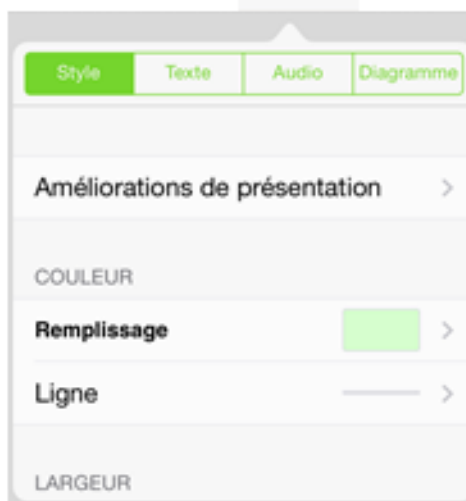 Style Texte Audio Diagramme
Améliorations de présentation
COULEUR
Remplissage
Ligne
LARGEUR